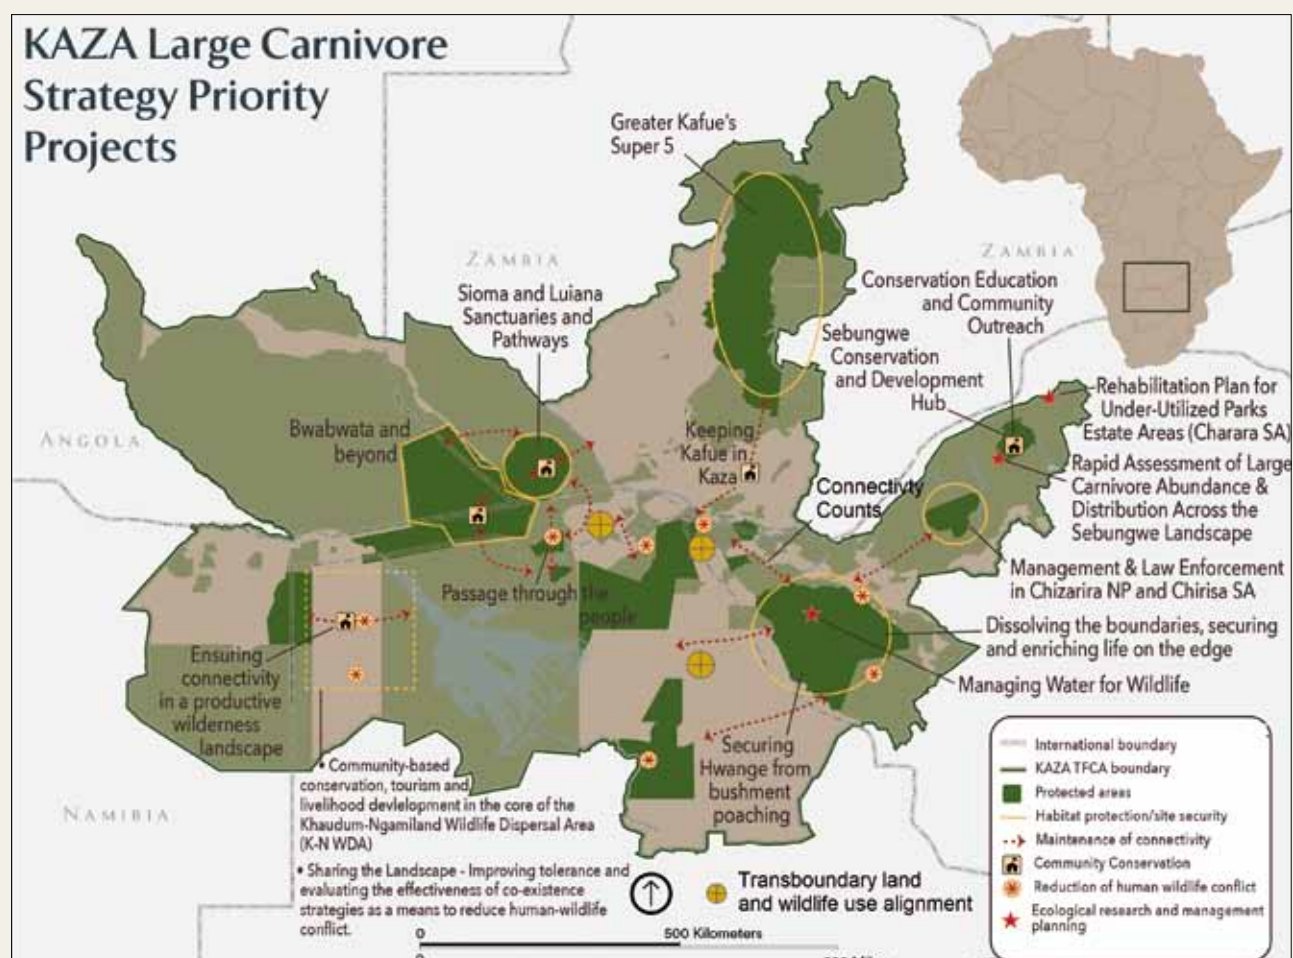 KAZA Large Carnivore
Strategy Priority
Projects
Greater Kafue's
Super 5
ZAMBIA
ZAMBIA
Sioma and Luiana
Sanctuaries and
Pathways
Conservation Education
and Community
Outreach
Sebungwe
Conservation
and Development
Hub
Rehabilitation Plan for
Under-Utilized Parks
Estate Areas (Charara SA)
ANGOLA
Bwabwata and
beyond
Keeping
Kafue in
Kaza
Connectivity
Counts
Rapid Assessment of Large
Carnivore Abundance &
Distribution Across the
Sebungwe Landscape
Management & Law Enforcement
in Chizarira NP and Chirisa SA
Passage through the
people
Dissolving the boundaries, securing
and enriching life on the edge
Managing Water for Wildlife
Ensuring
connectivity
in a productive
wilderness
landscape
Securing
Hwange from
bushment
poaching
NAMIBIA
• Community-based
conservation, tourism and
livelihood devlelopment in the core of the
Khaudum-Ngamiland Wildlife Dispersal Area
(K-N WDA)
• Sharing the Landscape - Improving tolerance and
evaluating the effectiveness of co-existence
strategies as a means to reduce human-wildlife
conflict.
Transboundary land
and wildlife use alignment
0
500 Kilometers
International boundary
KAZA TFCA boundary
Protected areas
Habitat protection/site security
Maintenance of connectivity
Community Conservation
Reduction of human wildlife conflict
Ecological research and management
planning